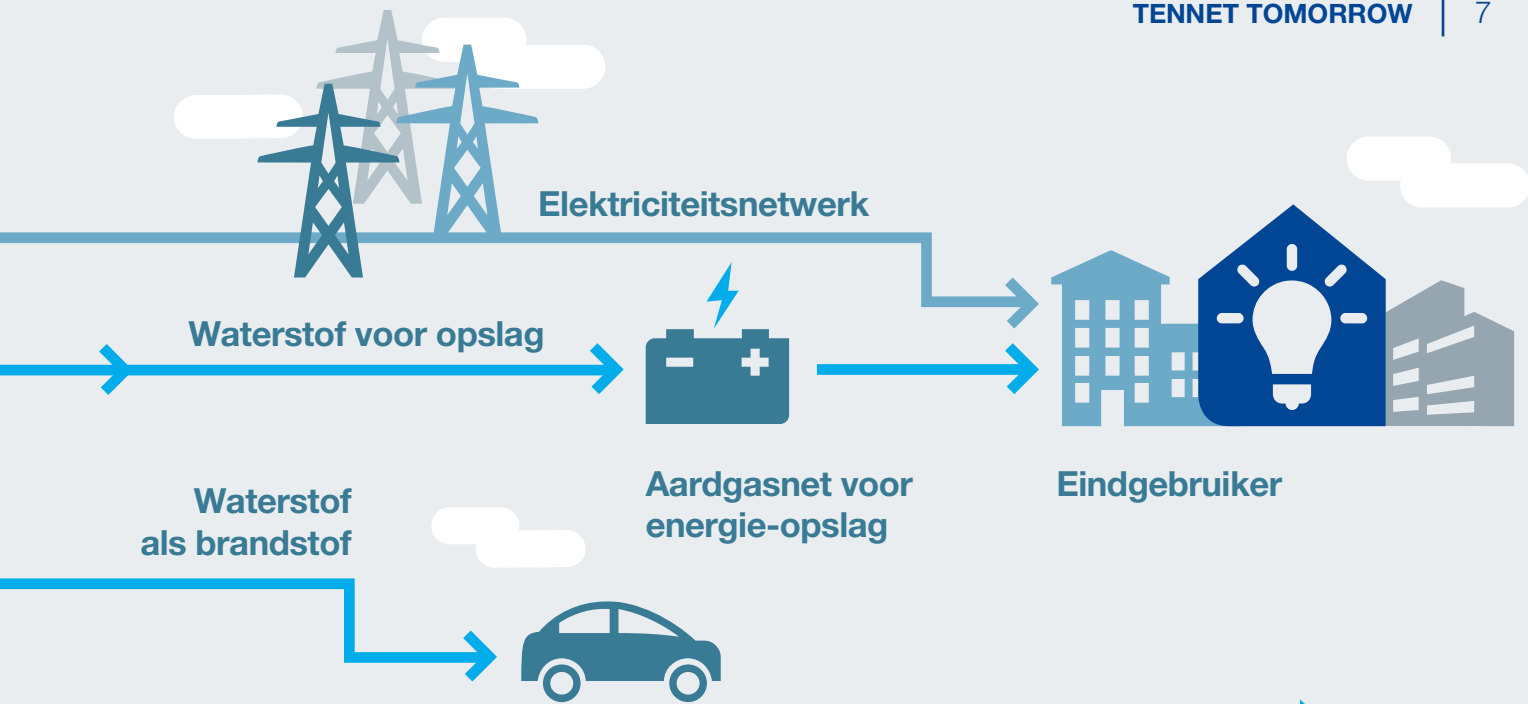 TENNET TOMORROW | 7
Elektriciteitsnetwerk
Waterstof voor opslag
Aardgasnet voor
energie-opslag
Eindgebruiker
Waterstof
als brandstof